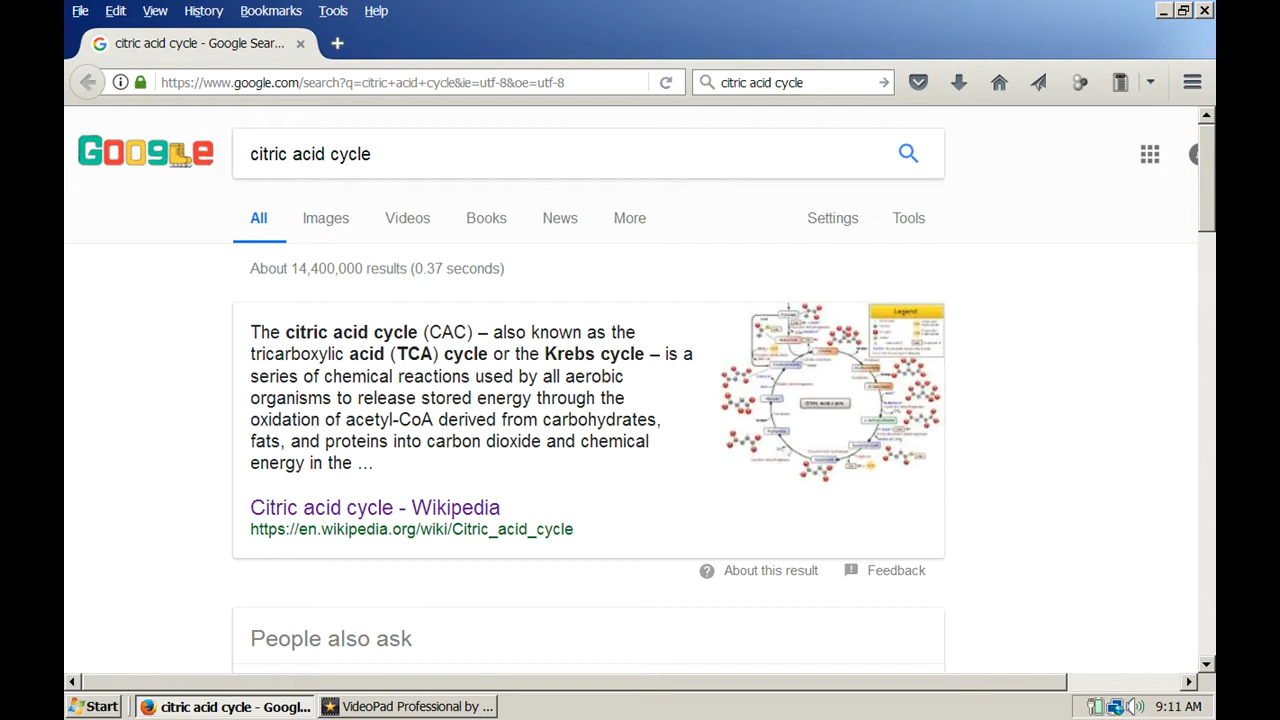 File Edit View History Bookmarks Tools Help
citric acid cycle - Google Sear...
https://www.google.com/search?q=citric+acid+cycle&ie=utf-8&oe=utf-8
citric acid cycle
Google
citric acid cycle
All Images Videos Books News More Settings Tools
About 14,400,000 results (0.37 seconds)
The citric acid cycle (CAC) – also known as the
tricarboxylic acid (TCA) cycle or the Krebs cycle – is a
series of chemical reactions used by all aerobic
organisms to release stored energy through the
oxidation of acetyl-CoA derived from carbohydrates,
fats, and proteins into carbon dioxide and chemical
energy in the ...
Legend
Citric acid cycle
Citric acid cycle - Wikipedia
https://en.wikipedia.org/wiki/Citric_acid_cycle
About this result Feedback
People also ask
Start citric acid cycle - Googl... VideoPad Professional by ... 9:11 AM